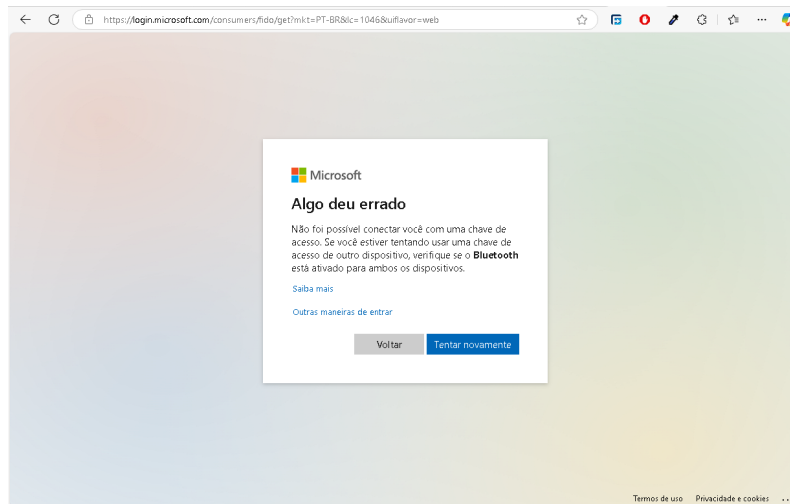 https://login.microsoft.com/consumers/fido/get?mkt=PT-BR&lc=1046&uiflavor=web
Microsoft
Algo deu errado
Não foi possível conectar você com uma chave de
acesso. Se você estiver tentando usar uma chave de
acesso de outro dispositivo, verifique se o Bluetooth
está ativado para ambos os dispositivos.
Saiba mais
Outras maneiras de entrar
Voltar
Tentar novamente
Termos de uso Privacidade e cookies ...